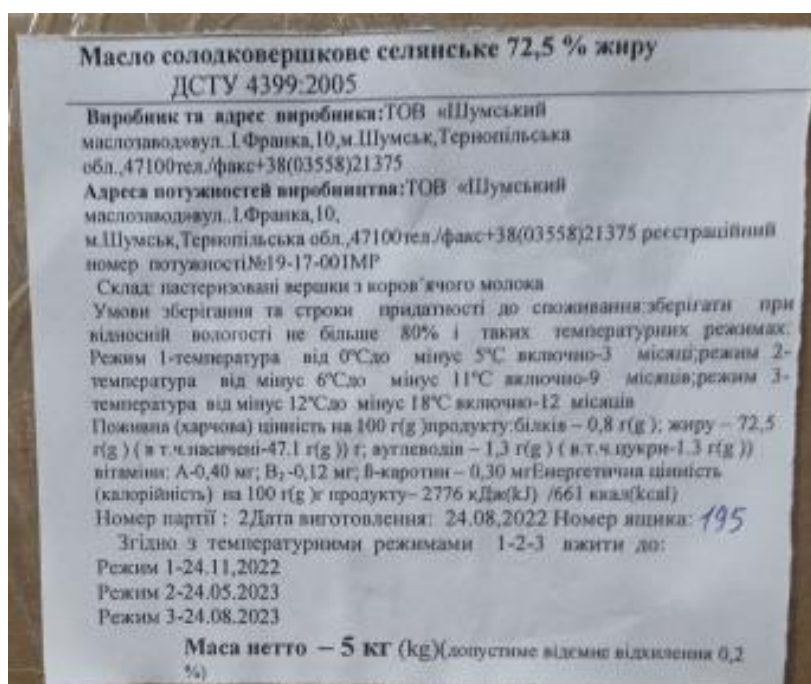 Масло солодковершкове селянське 72,5 % жиру
ДСТУ 4399:2005
Виробник та адрес виробника:ТОВ «Шумський
маслозавод»вул..І.Франка,10,м.Шумськ,Тернопільська
обл.,47100тел./факс+38(03558)21375
Адреса потужностей виробництва:ТОВ «Шумський
маслозавод»вул..І.Франка,10,
м.Шумськ,Тернопільська обл.,47100тел./факс+38(03558)21375 реєстраційний
номер потужності№19-17-001МР
Склад: пастеризовані вершки з коров’ячого молока
Умови зберігання та строки придатності до споживання:зберігати при
відносній вологості не більше 80% і таких температурних режимах:
Режим 1-температура від 0°Сдо мінус 5°С включно-3 місяці;режим 2-
температура від мінус 6°Сдо мінус 11°С включно-9 місяців;режим 3-
температура від мінус 12°Сдо мінус 18°С включно-12 місяців
Поживна (харчова) цінність на 100 г(g )продукту:білків – 0,8 г(g ); жиру – 72,5
г(g ) ( в т.ч.насичені-47.1 г(g )) г; вуглеводів – 1,3 г(g ) ( в.т.ч.цукри-1.3 г(g ))
вітаміни: А-0,40 мг; В₂-0,12 мг; β-каротин – 0,30 мгЕнергетична цінність
(калорійність) на 100 г(g )г продукту– 2776 кДж(kJ) /661 ккал(kcal)
Номер партії : 2Дата виготовлення: 24.08,2022 Номер ящика: 195
Згідно з температурними режимами 1-2-3 вжити до:
Режим 1-24.11,2022
Режим 2-24.05.2023
Режим 3-24.08.2023
Маса нетто – 5 кг (kg)(допустиме відємне відхилення 0,2
%)